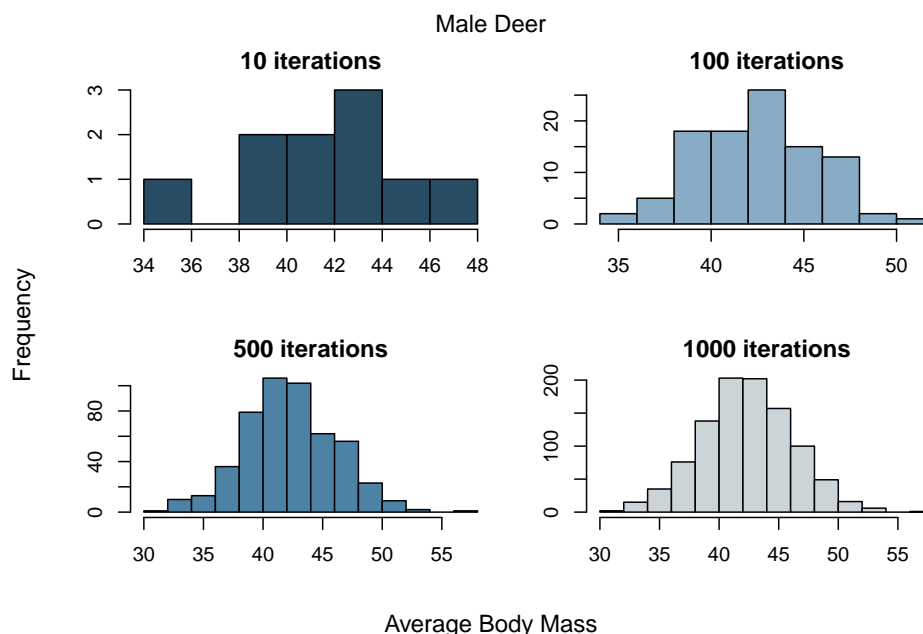 Male Deer
10 iterations
100 iterations
0 1 2 3
0 10 20
34 36 38 40 42 44 46 48
35 40 45 50
Frequency
500 iterations
1000 iterations
0 40 80
0 100 200
30 35 40 45 50 55
30 35 40 45 50 55
Average Body Mass